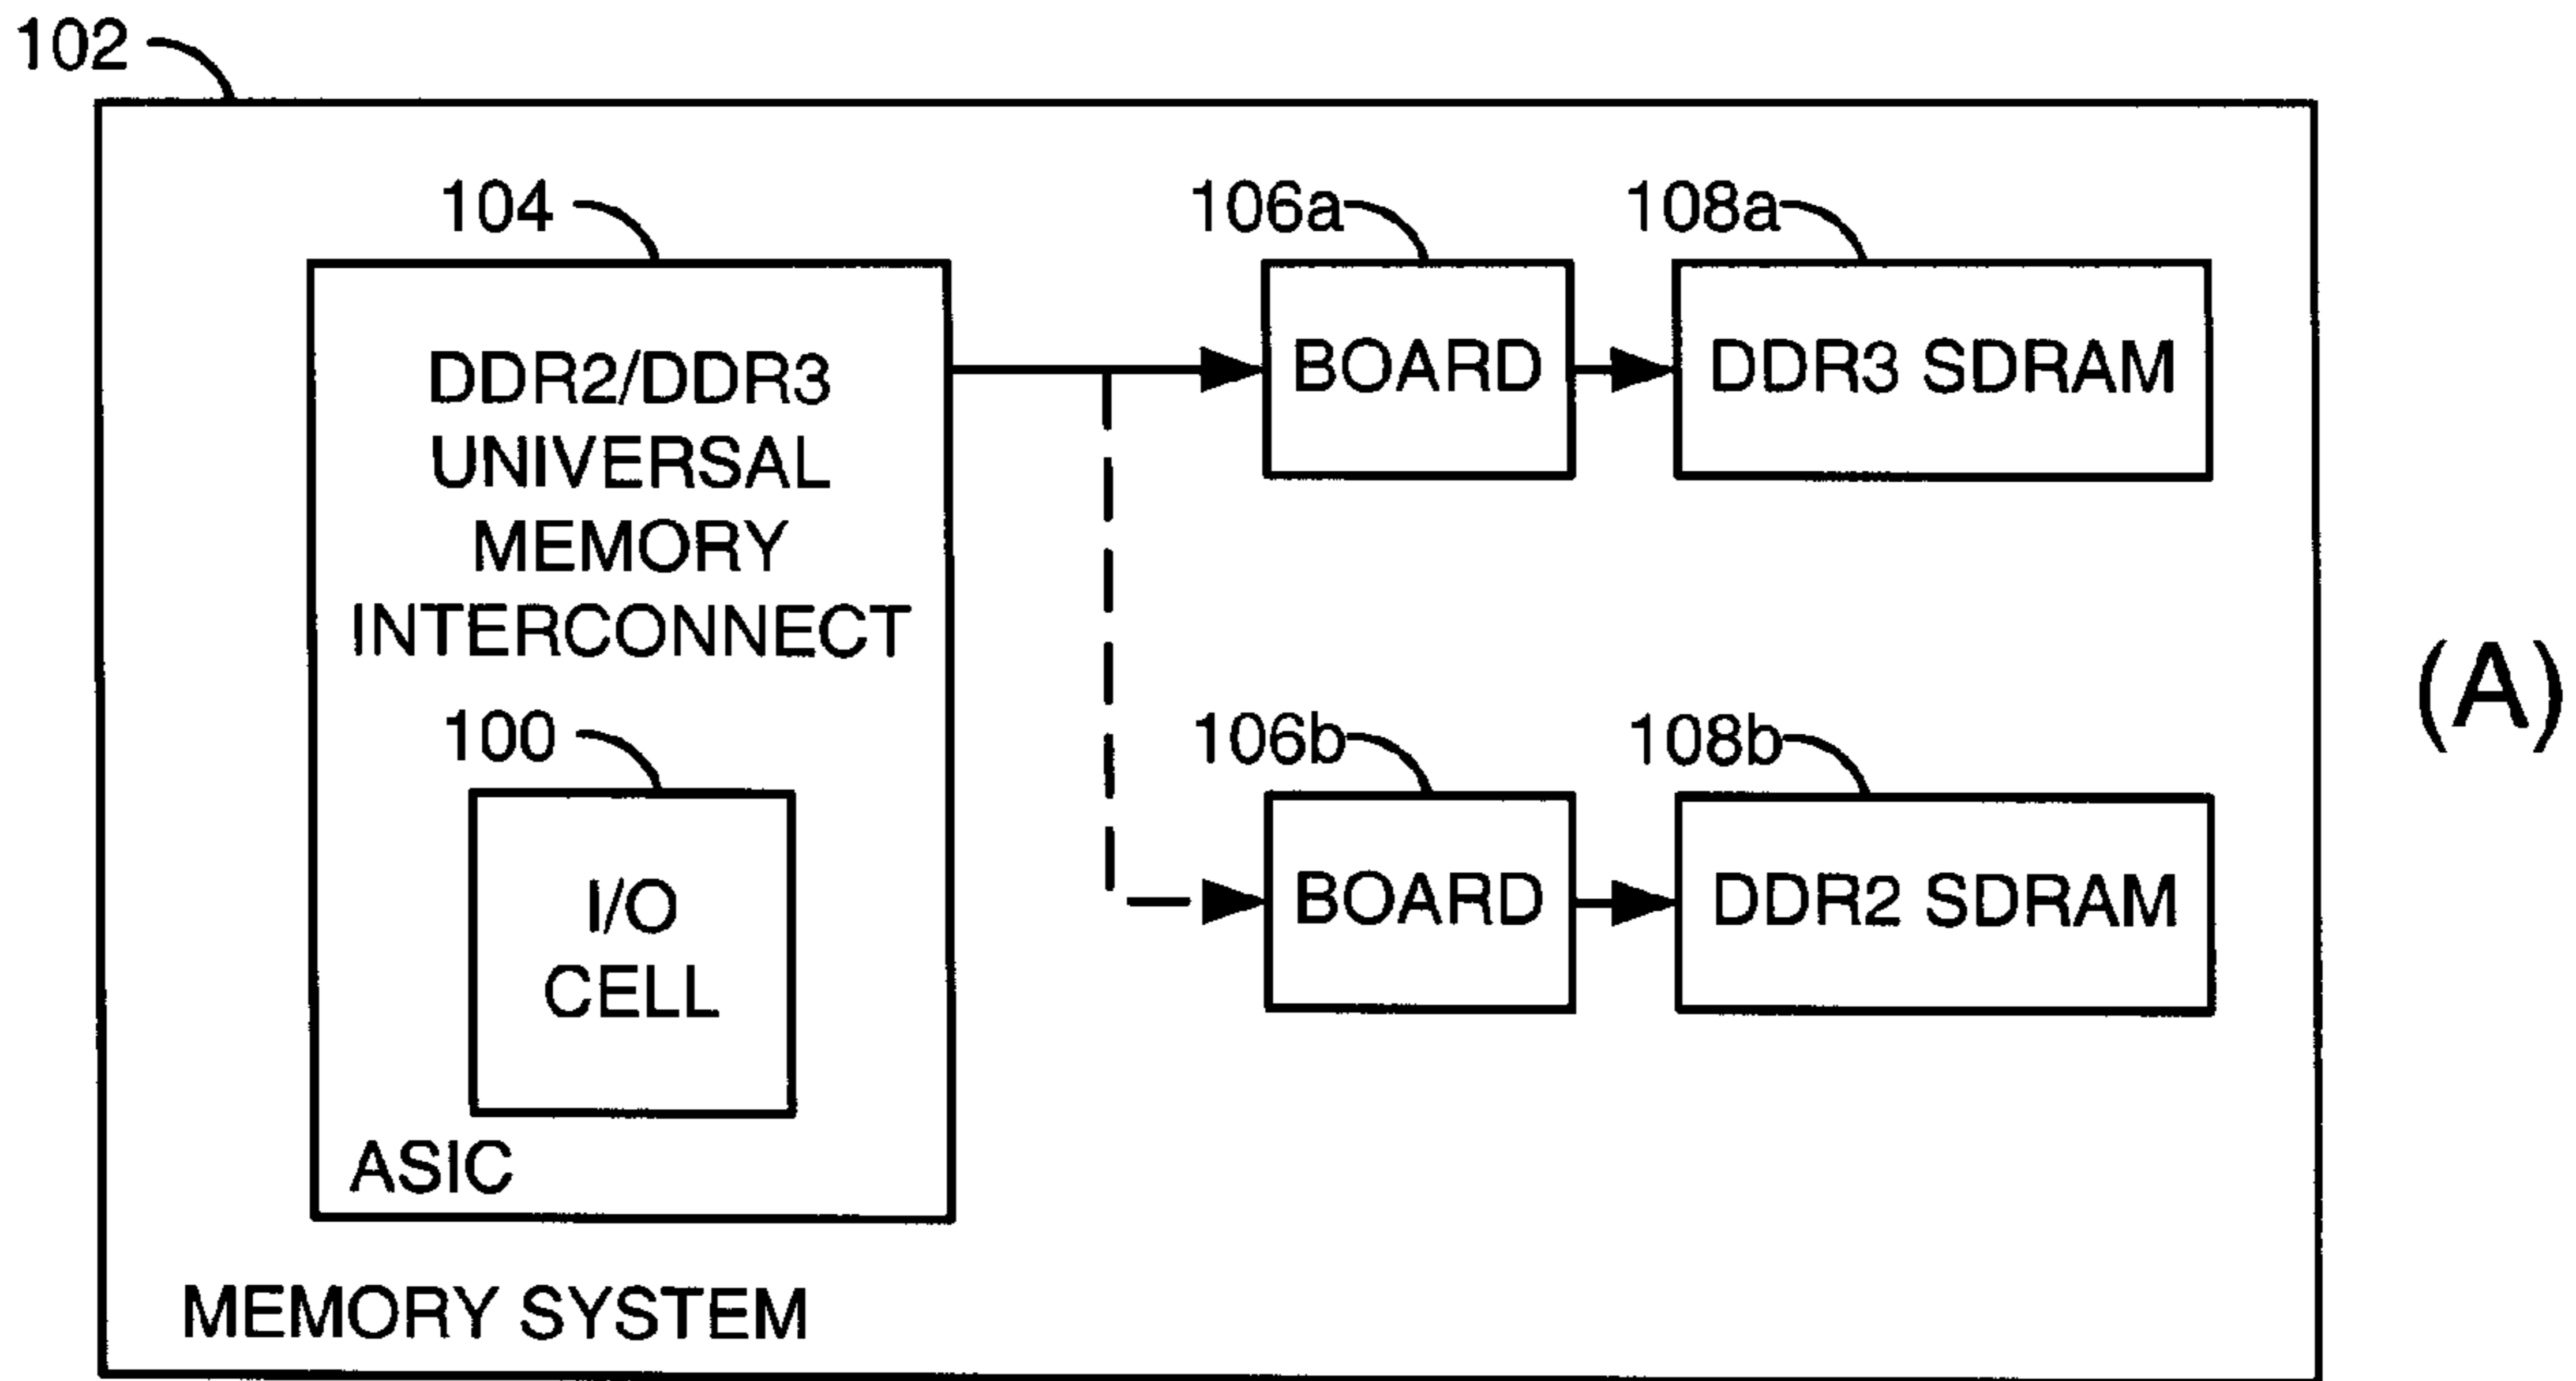 102
104
106a
108a
DDR2/DDR3
UNIVERSAL
MEMORY
INTERCONNECT
BOARD
DDR3 SDRAM
(A)
100
106b
108b
I/O
CELL
BOARD
DDR2 SDRAM
ASIC
MEMORY SYSTEM